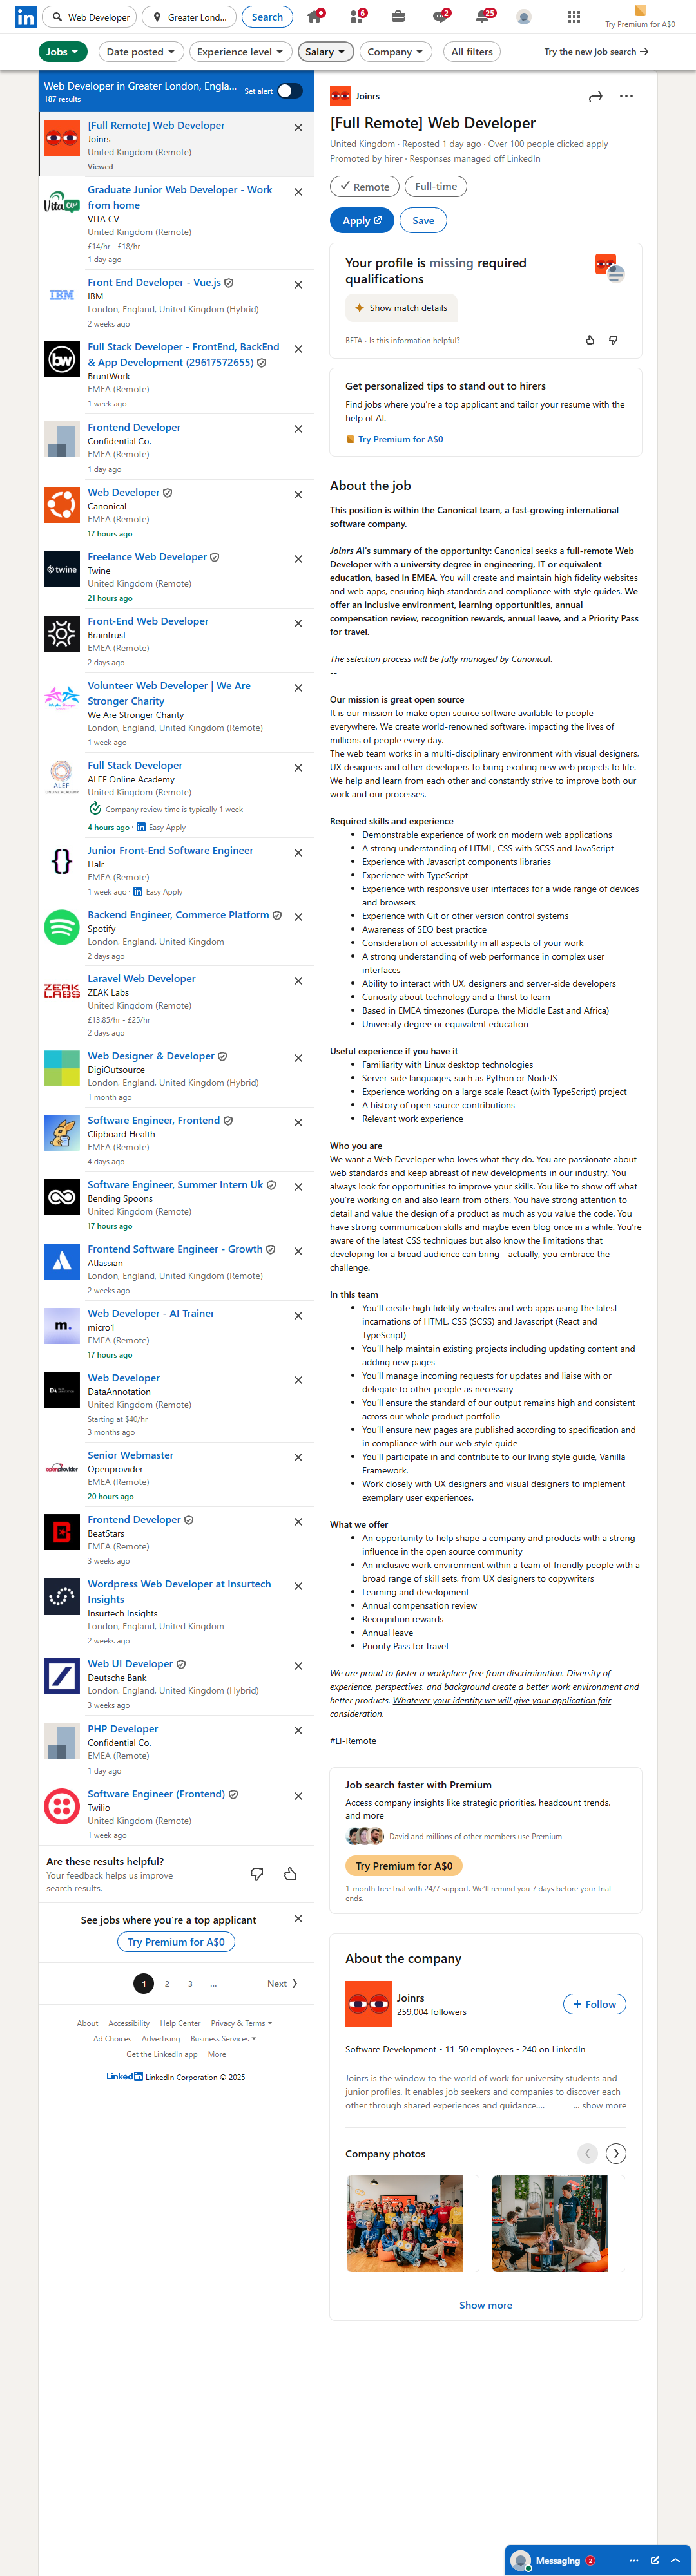 Web Developer
Greater Lond...
Search
6
2
25
Try Premium for A$0
Jobs
Date posted
Experience level
Salary
Company
All filters
Try the new job search
Web Developer in Greater London, Engla...
187 results
Set alert
[Full Remote] Web Developer
Joinrs
United Kingdom (Remote)
Viewed
Graduate Junior Web Developer - Work
from home
VITA CV
United Kingdom (Remote)
£14/hr - £18/hr
1 day ago
Front End Developer - Vue.js
IBM
London, England, United Kingdom (Hybrid)
2 weeks ago
Full Stack Developer - FrontEnd, BackEnd
& App Development (29617572655)
BruntWork
EMEA (Remote)
1 week ago
Frontend Developer
Confidential Co.
EMEA (Remote)
1 day ago
Web Developer
Canonical
EMEA (Remote)
17 hours ago
Freelance Web Developer
Twine
United Kingdom (Remote)
21 hours ago
Front-End Web Developer
Braintrust
EMEA (Remote)
2 days ago
Volunteer Web Developer | We Are
Stronger Charity
We Are Stronger Charity
London, England, United Kingdom (Remote)
1 week ago
Full Stack Developer
ALEF Online Academy
United Kingdom (Remote)
Company review time is typically 1 week
4 hours ago · Easy Apply
Junior Front-End Software Engineer
Halr
EMEA (Remote)
1 week ago · Easy Apply
Backend Engineer, Commerce Platform
Spotify
London, England, United Kingdom
2 days ago
Laravel Web Developer
ZEAK Labs
United Kingdom (Remote)
£13.85/hr - £25/hr
2 days ago
Web Designer & Developer
DigiOutsource
London, England, United Kingdom (Hybrid)
1 month ago
Software Engineer, Frontend
Clipboard Health
EMEA (Remote)
4 days ago
Software Engineer, Summer Intern Uk
Bending Spoons
United Kingdom (Remote)
17 hours ago
Frontend Software Engineer - Growth
Atlassian
London, England, United Kingdom (Remote)
2 weeks ago
Web Developer - AI Trainer
micro1
EMEA (Remote)
17 hours ago
Web Developer
DataAnnotation
United Kingdom (Remote)
Starting at $40/hr
3 months ago
Senior Webmaster
Openprovider
EMEA (Remote)
20 hours ago
Frontend Developer
BeatStars
EMEA (Remote)
3 weeks ago
Wordpress Web Developer at Insurtech
Insights
Insurtech Insights
London, England, United Kingdom
2 weeks ago
Web UI Developer
Deutsche Bank
London, England, United Kingdom (Hybrid)
3 weeks ago
PHP Developer
Confidential Co.
EMEA (Remote)
1 day ago
Software Engineer (Frontend)
Twilio
United Kingdom (Remote)
1 week ago
Are these results helpful?
Your feedback helps us improve
search results.
See jobs where you're a top applicant
Try Premium for A$0
1 2 3 ... Next
About Accessibility Help Center Privacy & Terms
Ad Choices Advertising Business Services
Get the LinkedIn app More
LinkedIn LinkedIn Corporation © 2025
Joinrs
[Full Remote] Web Developer
United Kingdom · Reposted 1 day ago · Over 100 people clicked apply
Promoted by hirer · Responses managed off LinkedIn
Remote
Full-time
Apply
Save
Your profile is missing required
qualifications
Show match details
BETA · Is this information helpful?
Get personalized tips to stand out to hirers
Find jobs where you're a top applicant and tailor your resume with the
help of AI.
Try Premium for A$0
About the job
This position is within the Canonical team, a fast-growing international
software company.
Joinrs AI's summary of the opportunity: Canonical seeks a full-remote Web
Developer with a university degree in engineering, IT or equivalent
education, based in EMEA. You will create and maintain high fidelity websites
and web apps, ensuring high standards and compliance with style guides. We
offer an inclusive environment, learning opportunities, annual
compensation review, recognition rewards, annual leave, and a Priority Pass
for travel.
The selection process will be fully managed by Canonical.
--
Our mission is great open source
It is our mission to make open source software available to people
everywhere. We create world-renowned software, impacting the lives of
millions of people every day.
The web team works in a multi-disciplinary environment with visual designers,
UX designers and other developers to bring exciting new web projects to life.
We help and learn from each other and constantly strive to improve both our
work and our processes.
Required skills and experience
• Demonstrable experience of work on modern web applications
• A strong understanding of HTML, CSS with SCSS and JavaScript
• Experience with Javascript components libraries
• Experience with TypeScript
• Experience with responsive user interfaces for a wide range of devices
and browsers
• Experience with Git or other version control systems
• Awareness of SEO best practice
• Consideration of accessibility in all aspects of your work
• A strong understanding of web performance in complex user
interfaces
• Ability to interact with UX, designers and server-side developers
• Curiosity about technology and a thirst to learn
• Based in EMEA timezones (Europe, the Middle East and Africa)
• University degree or equivalent education
Useful experience if you have it
• Familiarity with Linux desktop technologies
• Server-side languages, such as Python or NodeJS
• Experience working on a large scale React (with TypeScript) project
• A history of open source contributions
• Relevant work experience
Who you are
We want a Web Developer who loves what they do. You are passionate about
web standards and keep abreast of new developments in our industry. You
always look for opportunities to improve your skills. You like to show off what
you're working on and also learn from others. You have strong attention to
detail and value the design of a product as much as you value the code. You
have strong communication skills and maybe even blog once in a while. You're
aware of the latest CSS techniques but also know the limitations that
developing for a broad audience can bring - actually, you embrace the
challenge.
In this team
• You'll create high fidelity websites and web apps using the latest
incarnations of HTML, CSS (SCSS) and Javascript (React and
TypeScript)
• You'll help maintain existing projects including updating content and
adding new pages
• You'll manage incoming requests for updates and liaise with or
delegate to other people as necessary
• You'll ensure the standard of our output remains high and consistent
across our whole product portfolio
• You'll ensure new pages are published according to specification and
in compliance with our web style guide
• You'll participate in and contribute to our living style guide, Vanilla
Framework.
• Work closely with UX designers and visual designers to implement
exemplary user experiences.
What we offer
• An opportunity to help shape a company and products with a strong
influence in the open source community
• An inclusive work environment within a team of friendly people with a
broad range of skill sets, from UX designers to copywriters
• Learning and development
• Annual compensation review
• Recognition rewards
• Annual leave
• Priority Pass for travel
We are proud to foster a workplace free from discrimination. Diversity of
experience, perspectives, and background create a better work environment and
better products. Whatever your identity we will give your application fair
consideration.
#LI-Remote
Job search faster with Premium
Access company insights like strategic priorities, headcount trends,
and more
David and millions of other members use Premium
Try Premium for A$0
1-month free trial with 24/7 support. We'll remind you 7 days before your trial
ends.
About the company
Joinrs
259,004 followers
Follow
Software Development • 11-50 employees • 240 on LinkedIn
Joinrs is the window to the world of work for university students and
junior profiles. It enables job seekers and companies to discover each
other through shared experiences and guidance.... ... show more
Company photos
Show more
Messaging 2